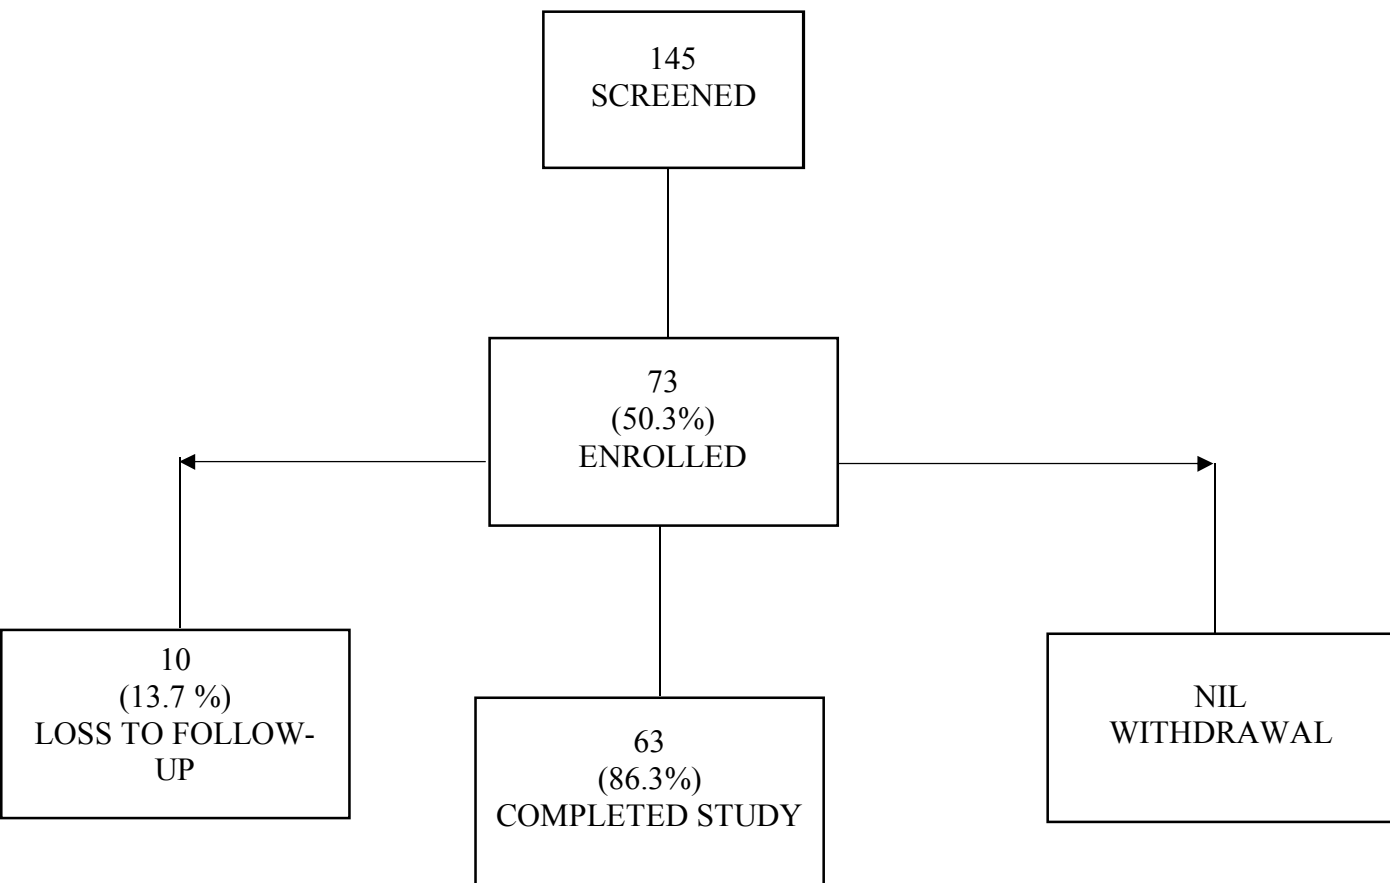 145
SCREENED
73
(50.3%)
ENROLLED
10
(13.7 %)
LOSS TO FOLLOW-
UP
63
(86.3%)
COMPLETED STUDY
NIL
WITHDRAWAL